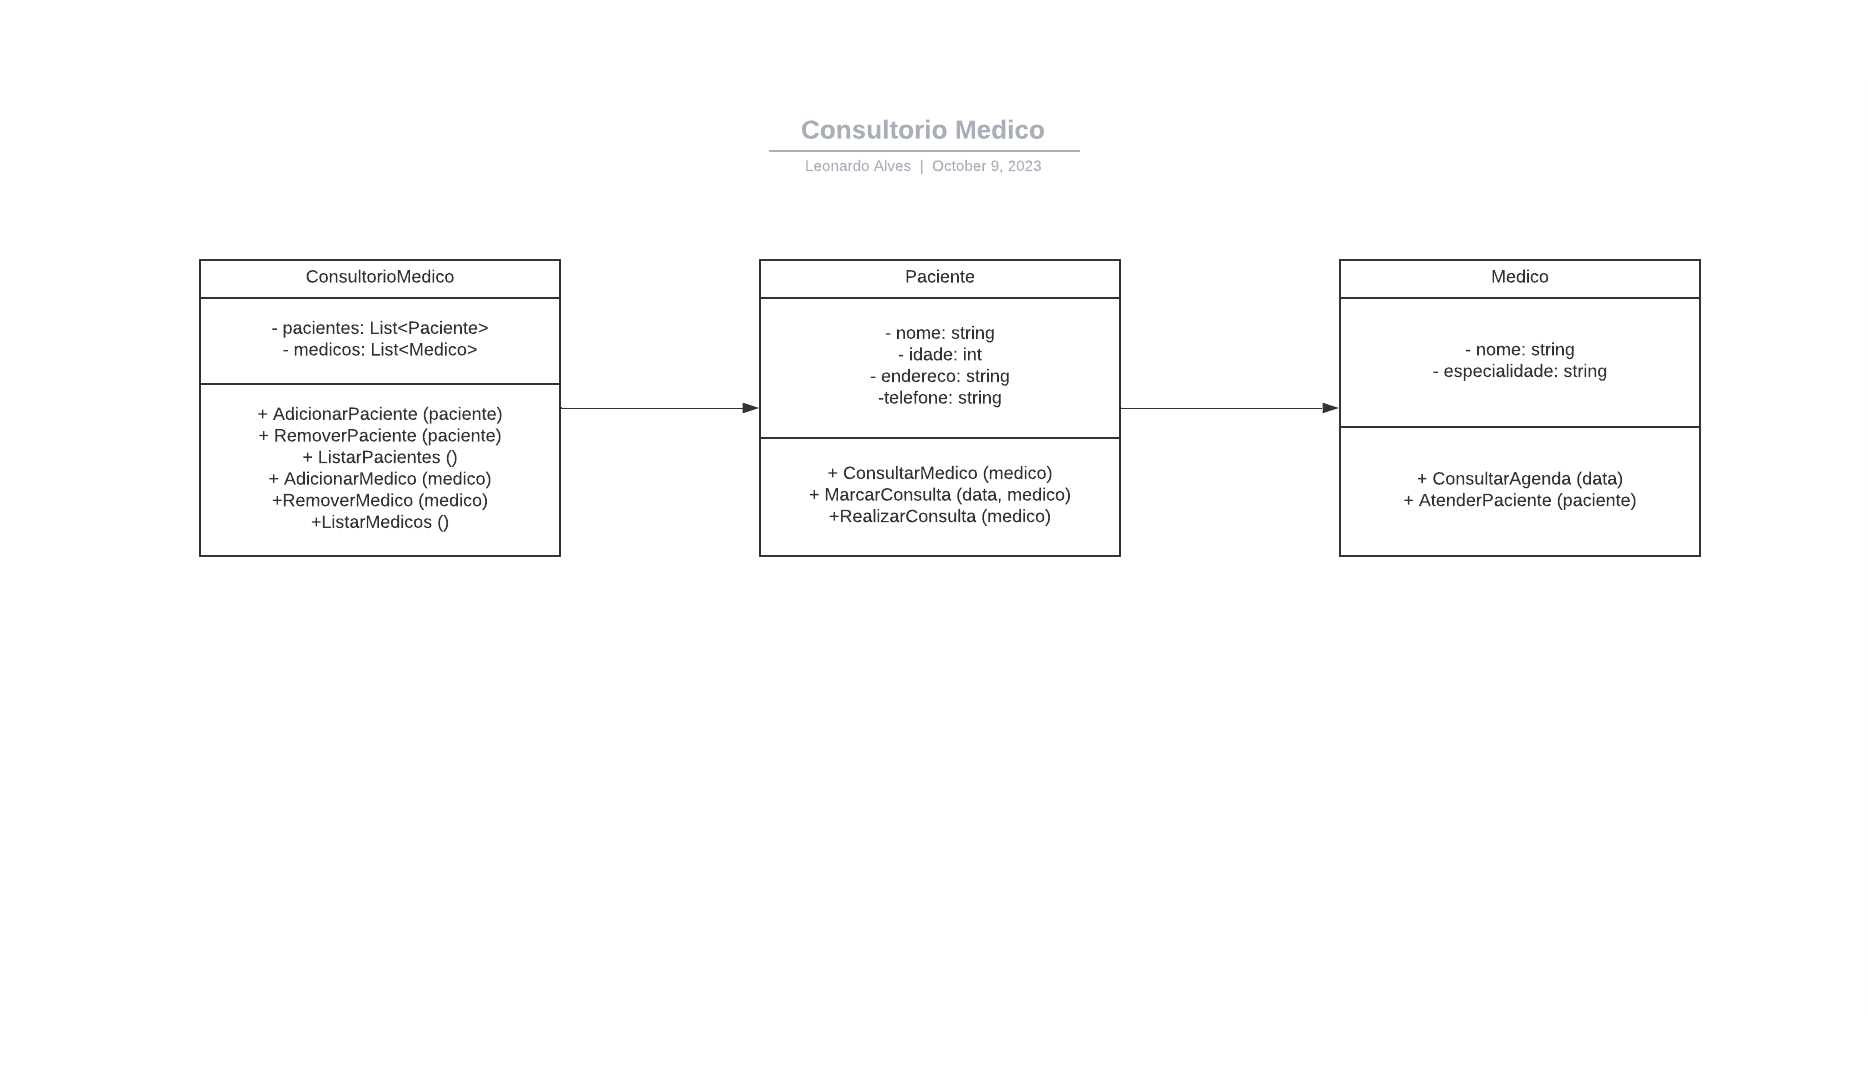 Consultorio Medico
Leonardo Alves | October 9, 2023
ConsultorioMedico
- pacientes: List<Paciente>
- medicos: List<Medico>
+ AdicionarPaciente (paciente)
+ RemoverPaciente (paciente)
+ ListarPacientes ()
+ AdicionarMedico (medico)
+RemoverMedico (medico)
+ListarMedicos ()
Paciente
- nome: string
- idade: int
- endereco: string
-telefone: string
+ ConsultarMedico (medico)
+ MarcarConsulta (data, medico)
+RealizarConsulta (medico)
Medico
- nome: string
- especialidade: string
+ ConsultarAgenda (data)
+ AtenderPaciente (paciente)